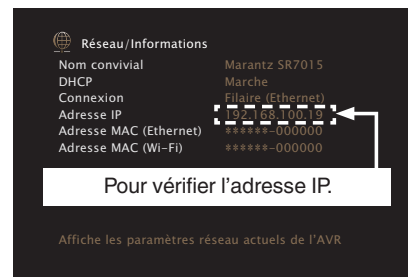 Réseau/Informations
Nom convivial Marantz SR7015
DHCP Marche
Connexion Filaire (Ethernet)
Adresse IP 192.168.100.19
Adresse MAC (Ethernet) ******-000000
Adresse MAC (Wi-Fi) ******-000000
Pour vérifier l'adresse IP.
Affiche les paramètres réseau actuels de l'AVR